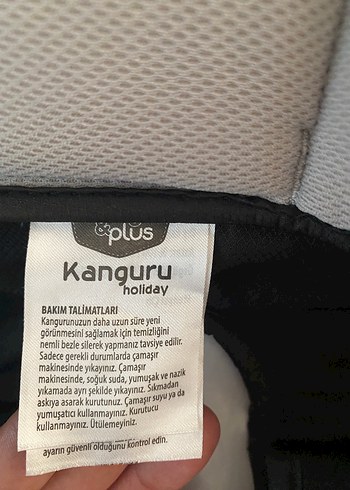 &plus
Kanguru
holiday
BAKIM TALİMATLARI
Kangurunuzun daha uzun süre yeni
görünmesini sağlamak için temizliğini
nemli bezle silerek yapmanız tavsiye edilir.
Sadece gerekli durumlarda çamaşır
makinesinde yıkayınız. Çamaşır
makinesinde, soğuk suda, yumuşak ve nazik
yıkamada ayrı şekilde yıkayınız. Sıkmadan
askıya asarak kurutunuz. Çamaşır suyu ya da
yumuşatıcı kullanmayınız. Kurutucu
kullanmayınız. Ütülemeyiniz.
ayarın güvenli olduğunu kontrol edin.